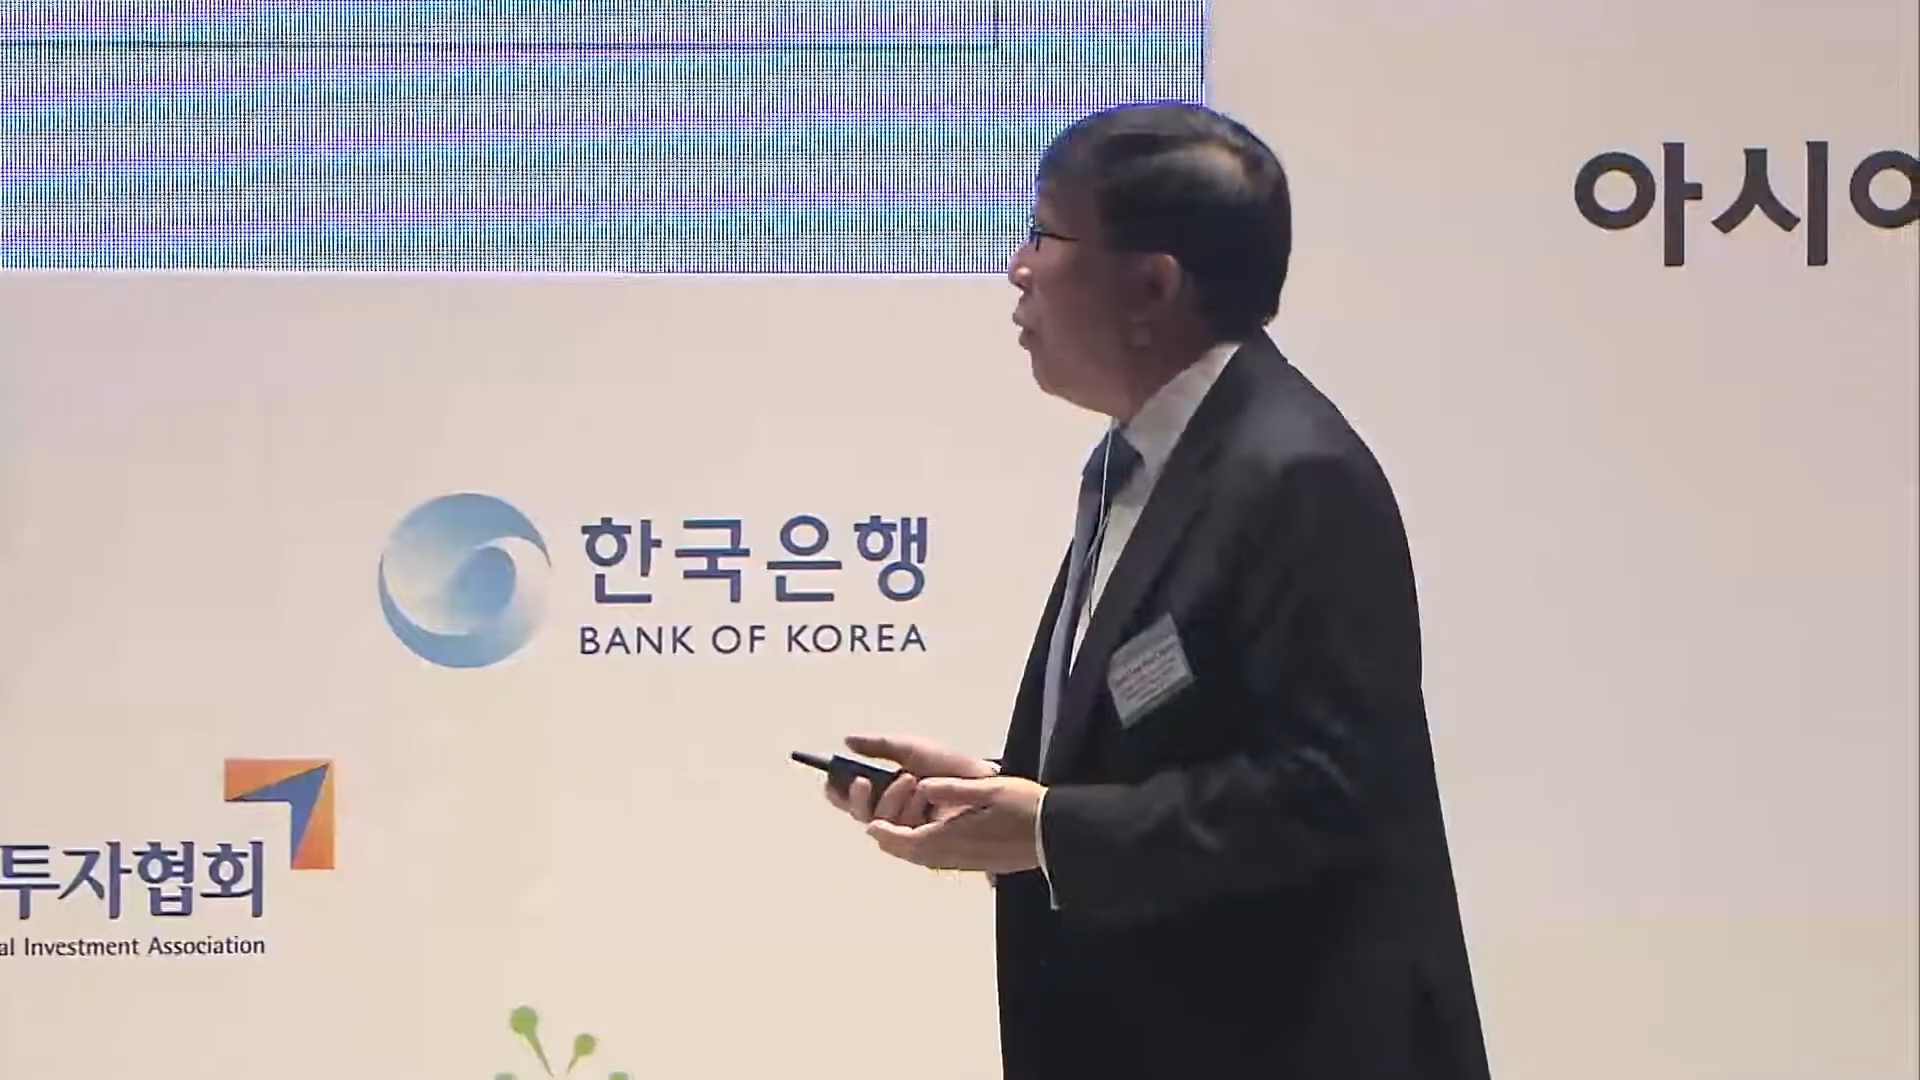 아시아
한국은행
BANK OF KOREA
투자협회
al Investment Association